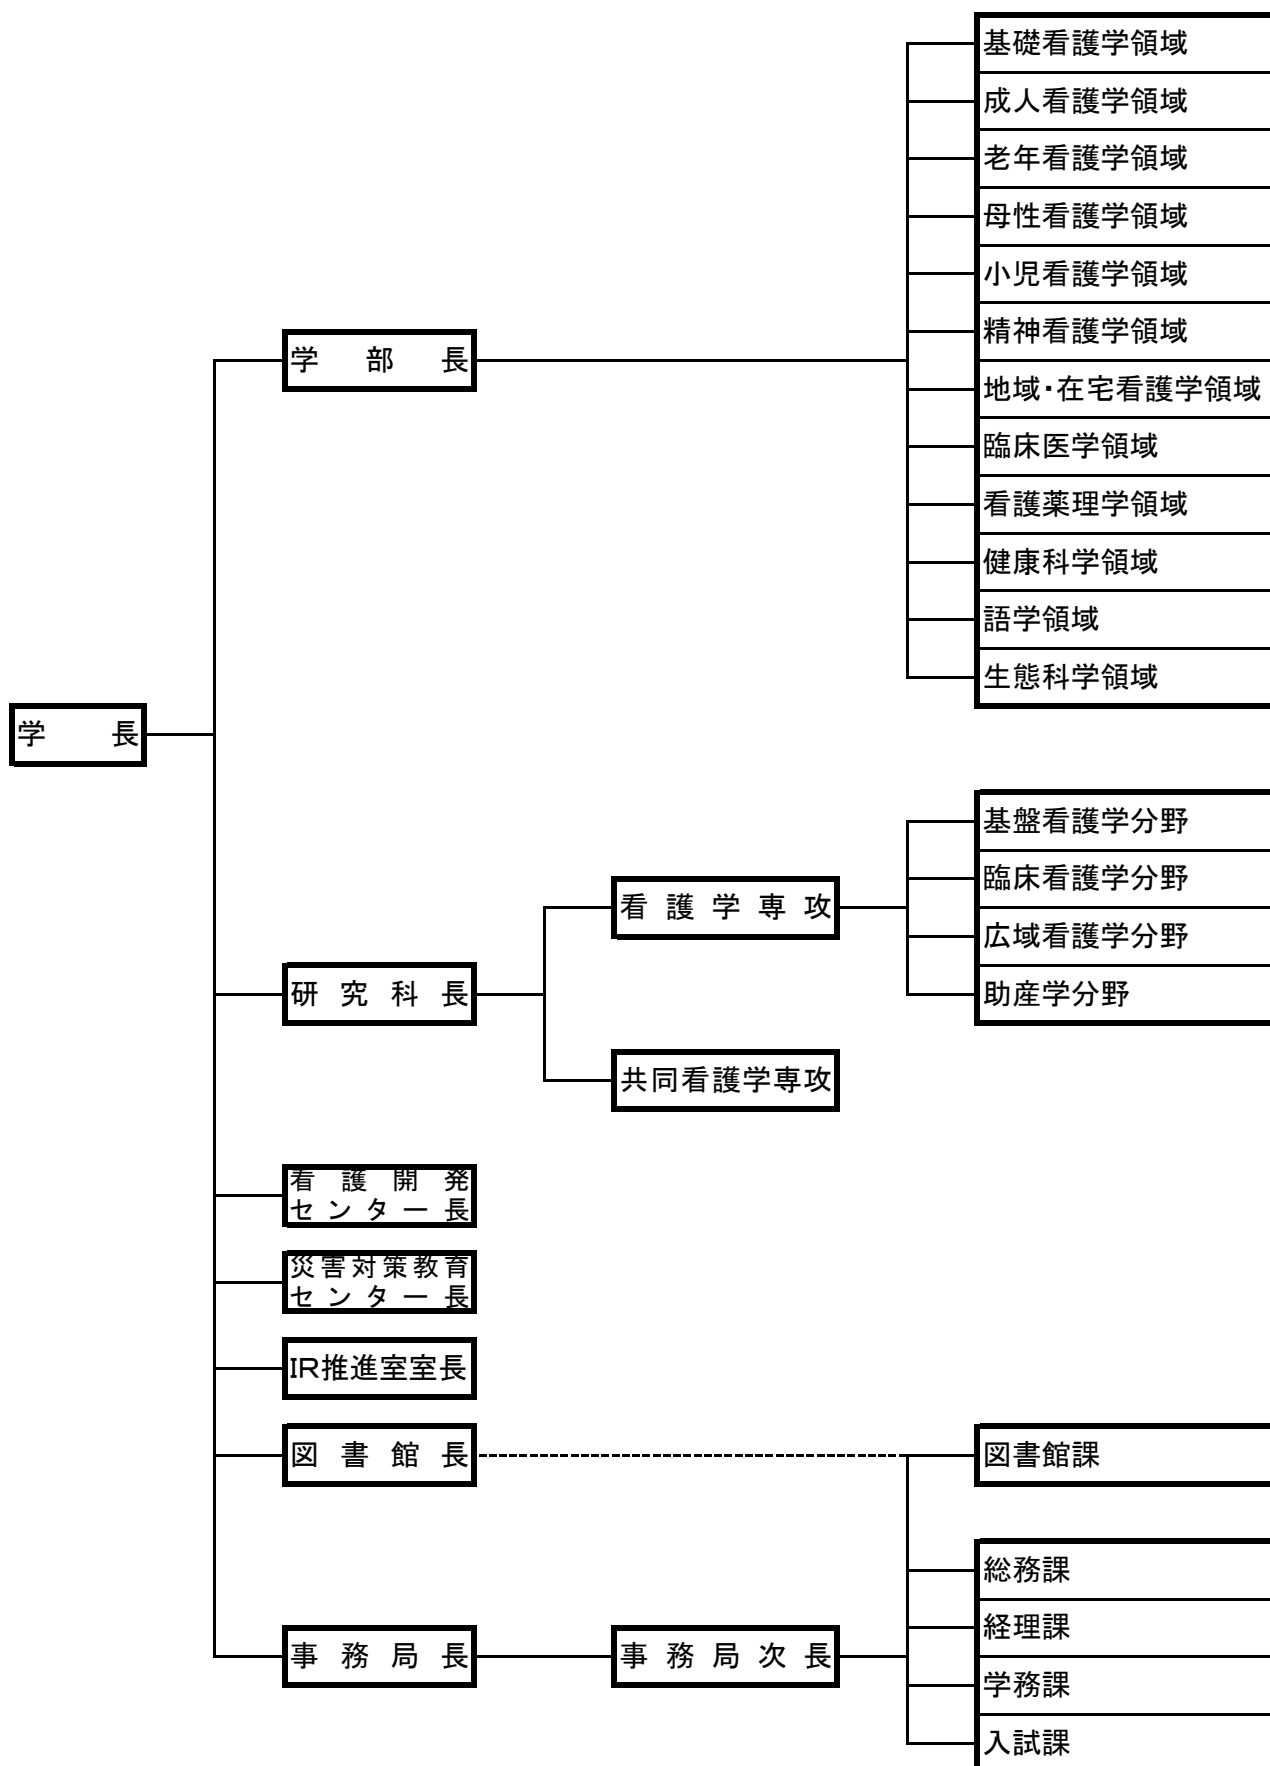 基礎看護学領域
成人看護学領域
老年看護学領域
母性看護学領域
小児看護学領域
精神看護学領域
学部長
地域・在宅看護学領域
臨床医学領域
看護薬理学領域
健康科学領域
語学領域
生態科学領域
学長
基盤看護学分野
臨床看護学分野
看護学専攻
広域看護学分野
研究科長
助産学分野
共同看護学専攻
看護開発
センター長
災害対策教育
センター長
IR推進室室長
図書館長
図書館課
総務課
経理課
事務局長
事務局次長
学務課
入試課